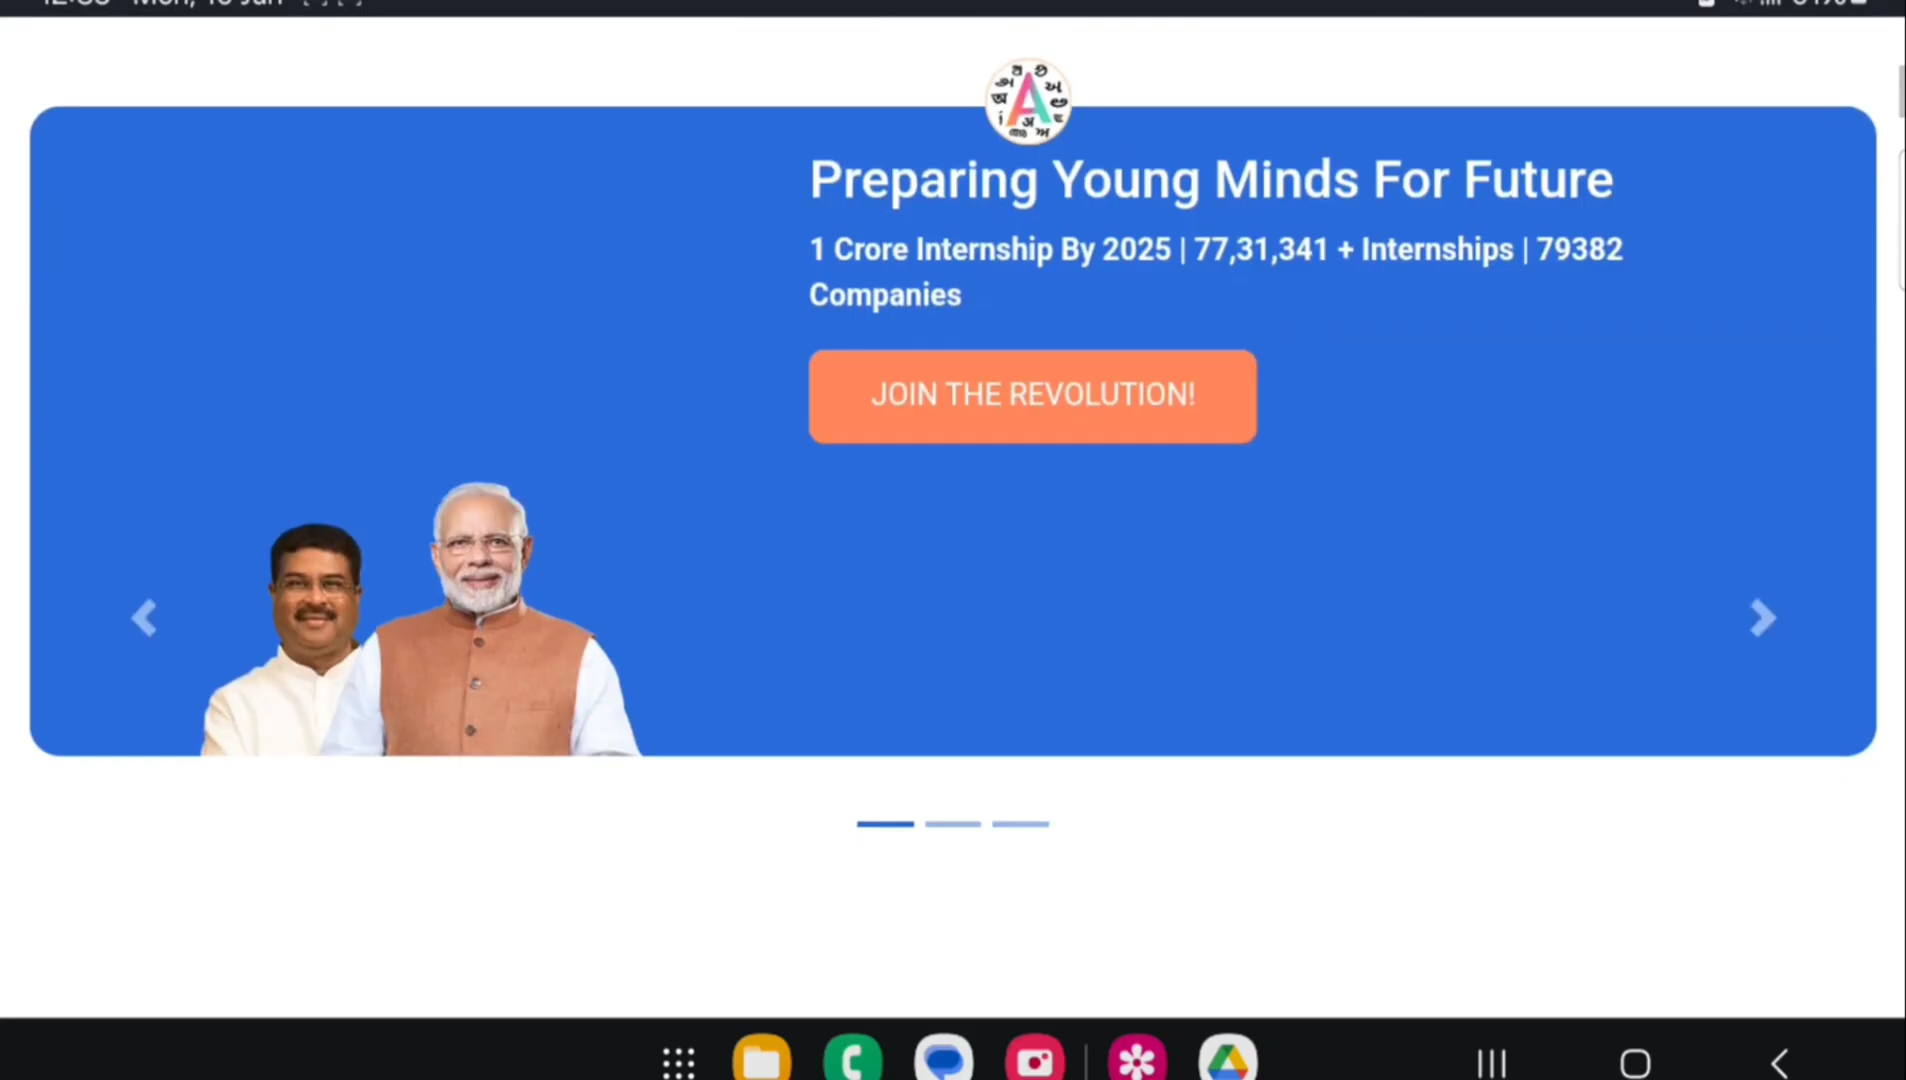 Preparing Young Minds For Future
1 Crore Internship By 2025 | 77,31,341 + Internships | 79382
Companies
JOIN THE REVOLUTION!